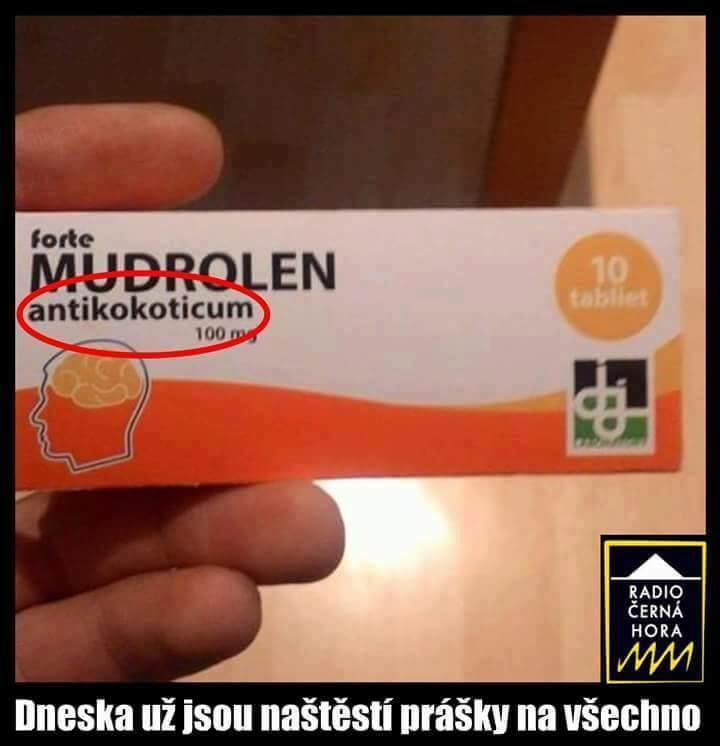 forte
MUDROLEN
antikokoticum
100 mg
10
tabliet
RADIO
ČERNÁ
HORA
Dneska už jsou naštěstí prášky na všechno